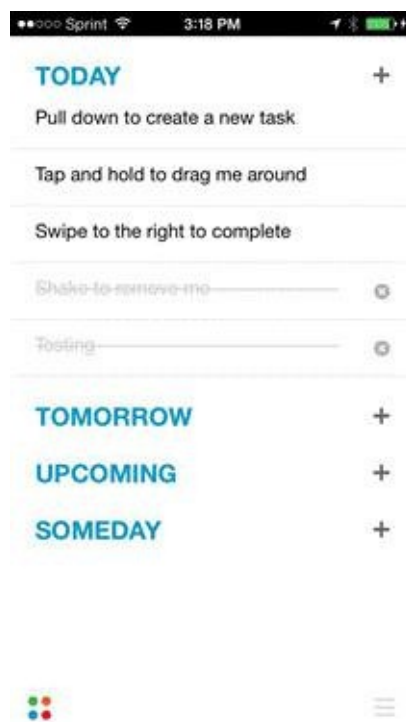 Sprint 3:18 PM
TODAY +
Pull down to create a new task
Tap and hold to drag me around
Swipe to the right to complete
Shake to remove me
Testing
TOMORROW +
UPCOMING +
SOMEDAY +